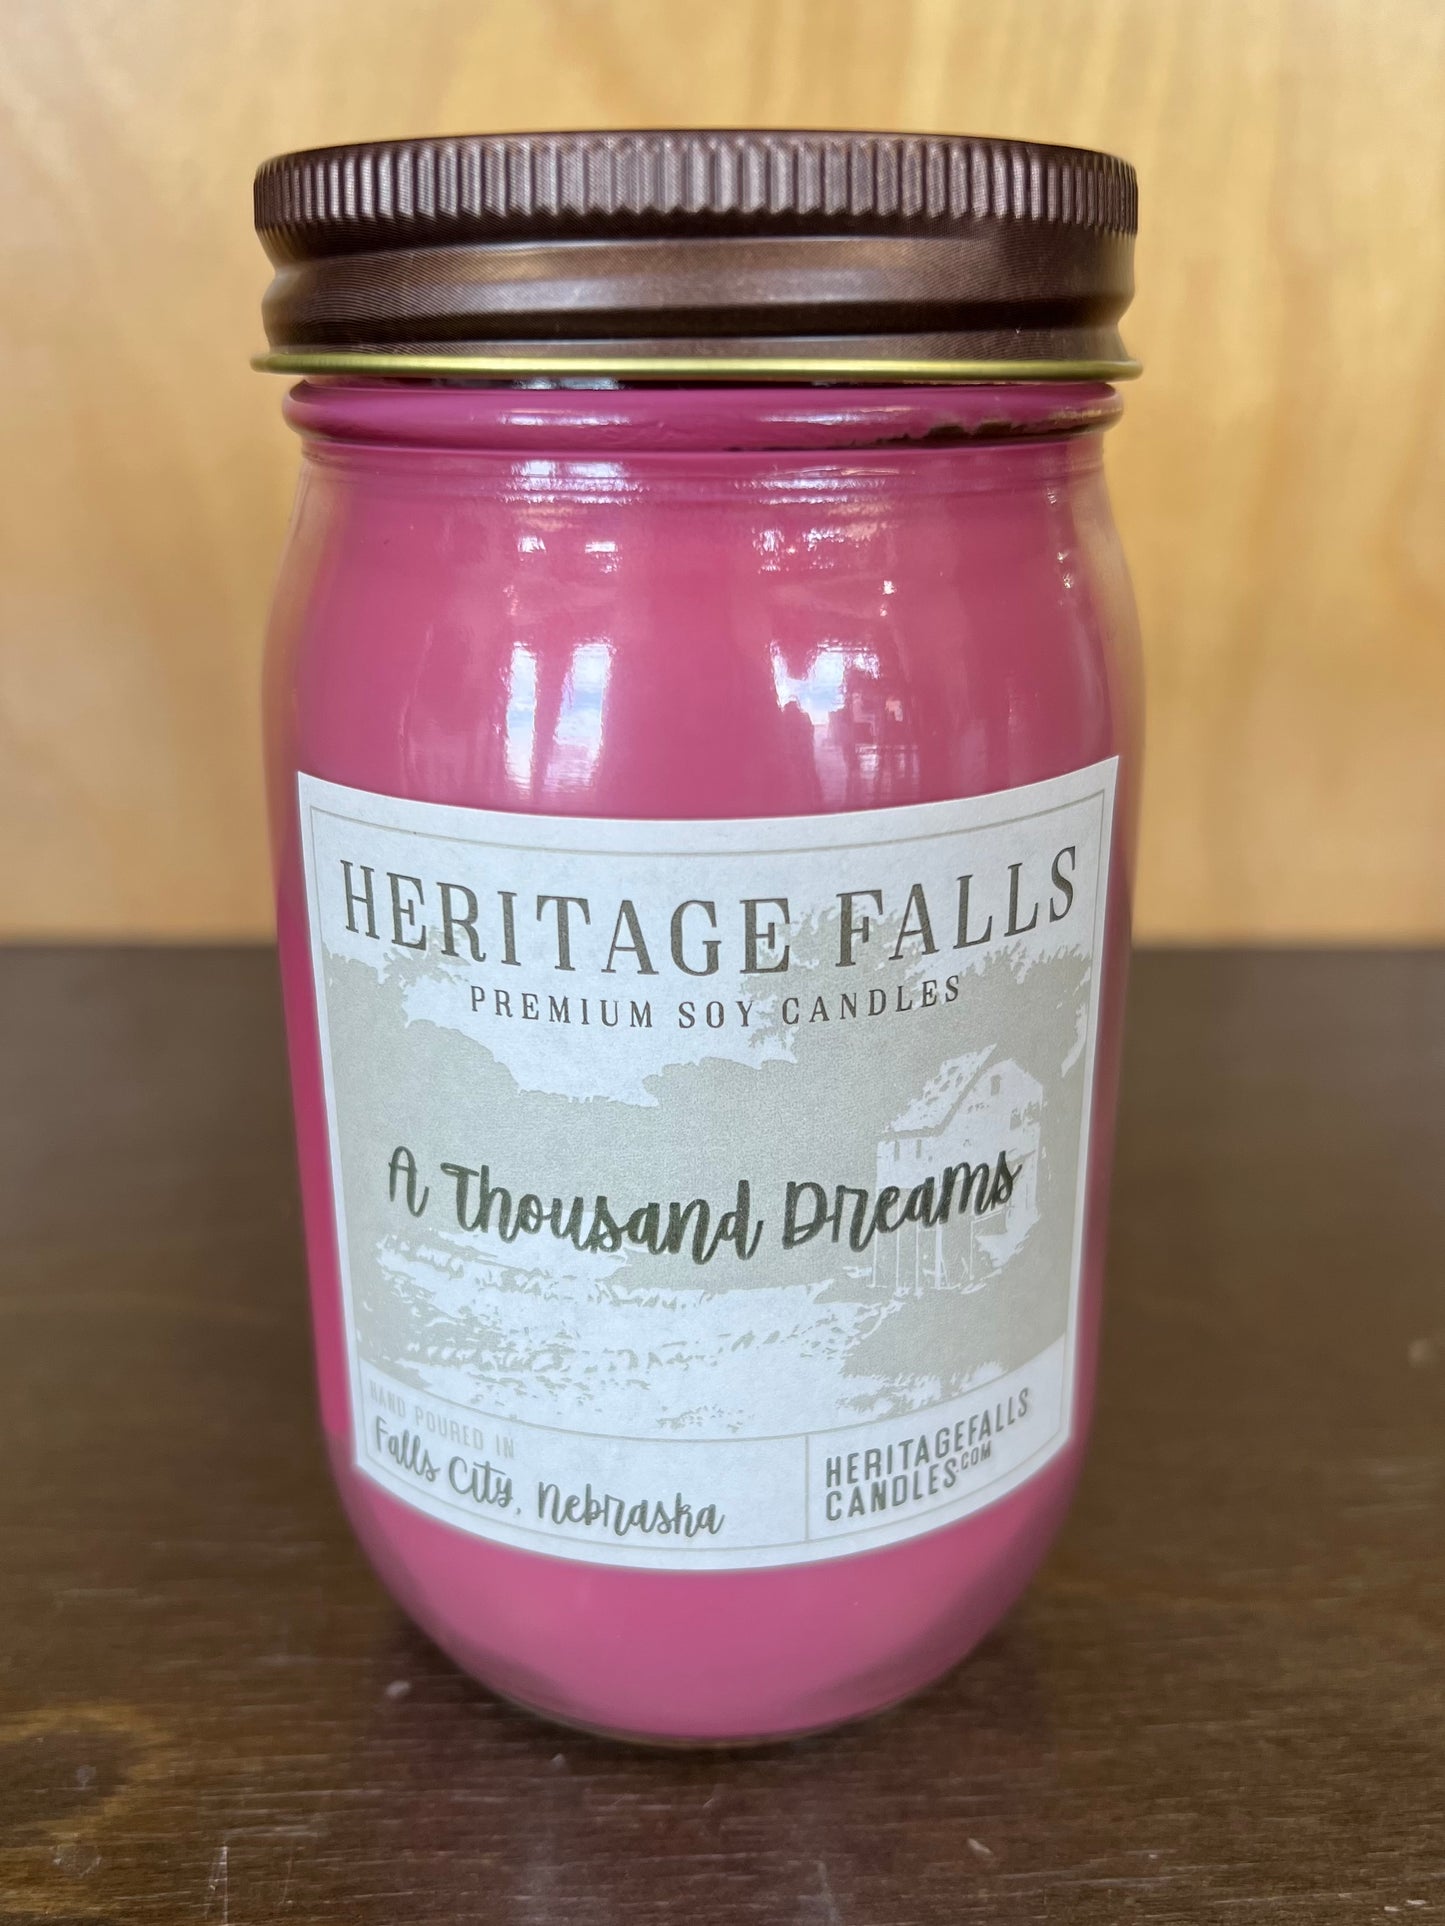 HERITAGE FALLS
PREMIUM SOY CANDLES
A Thousand Dreams
HAND POURED IN
Falls City, Nebraska
HERITAGEFALLS
CANDLES.COM